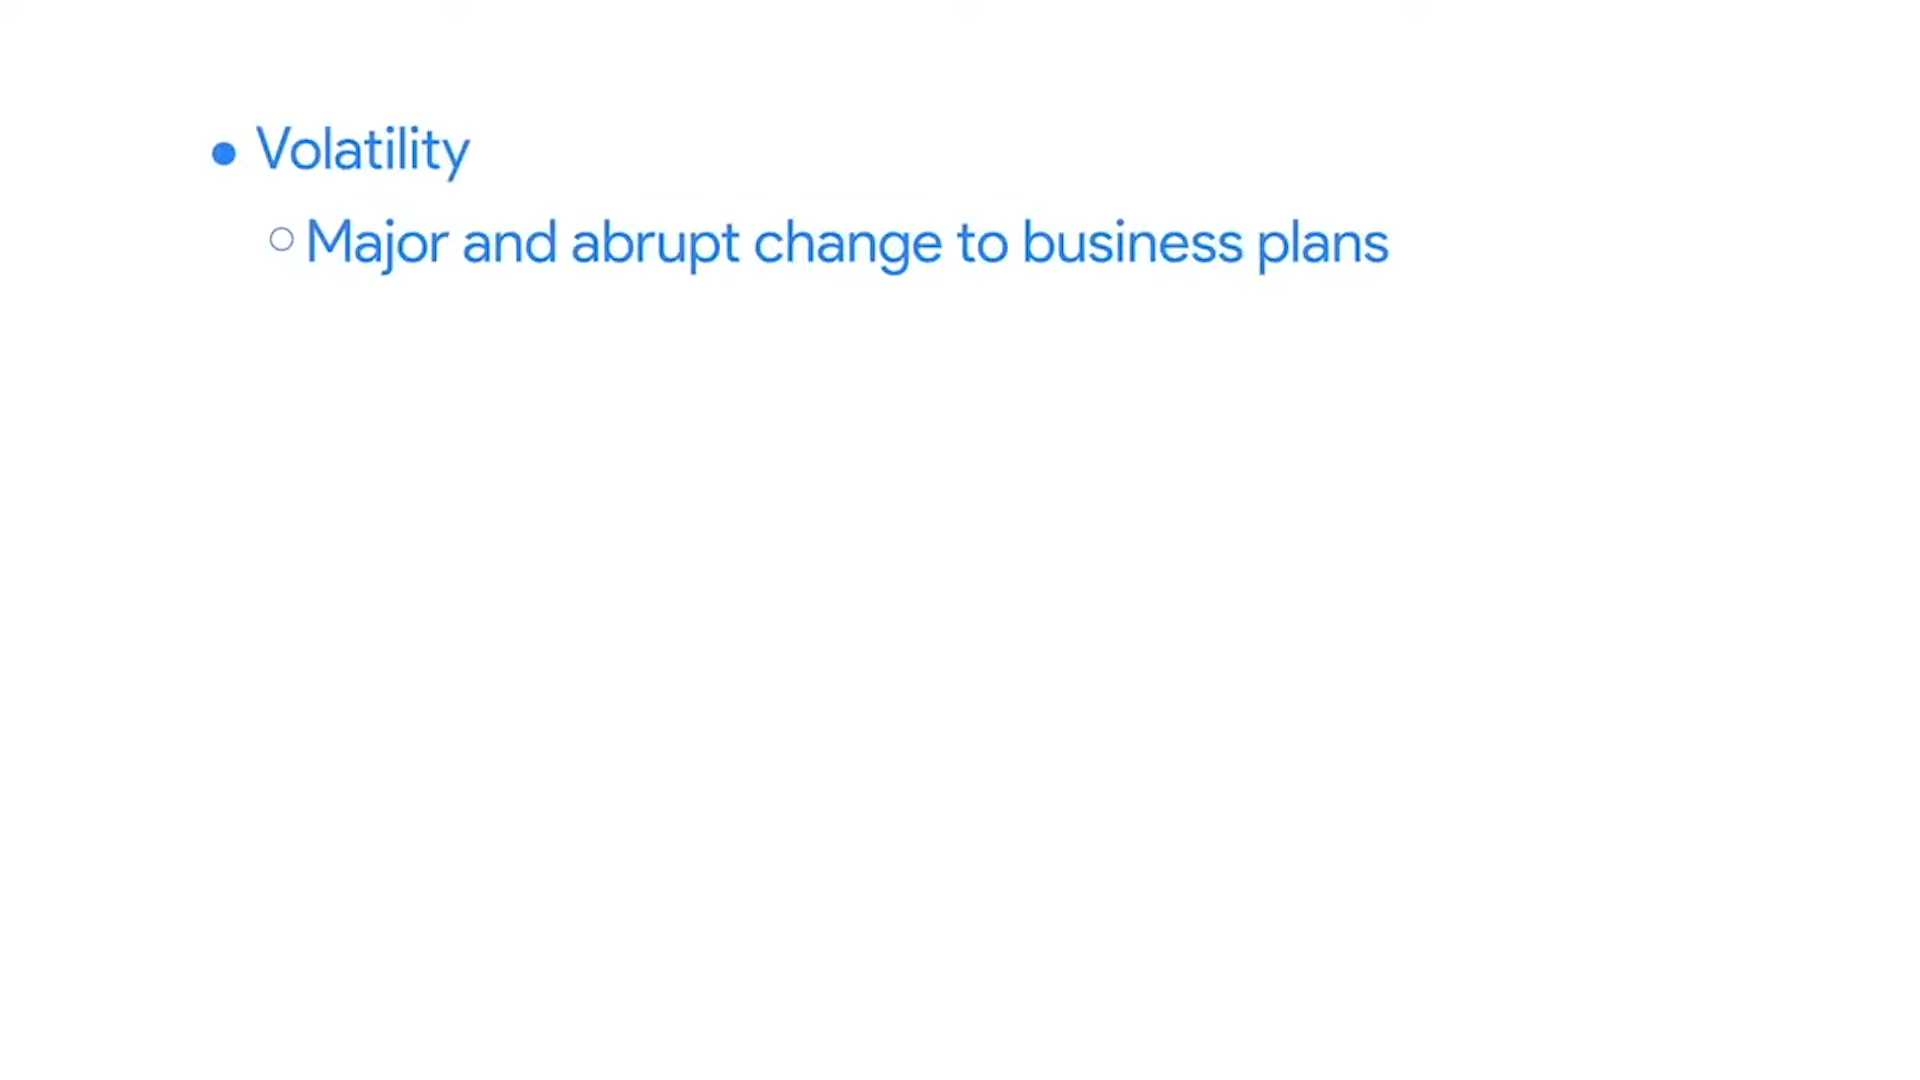 ● Volatility
○ Major and abrupt change to business plans